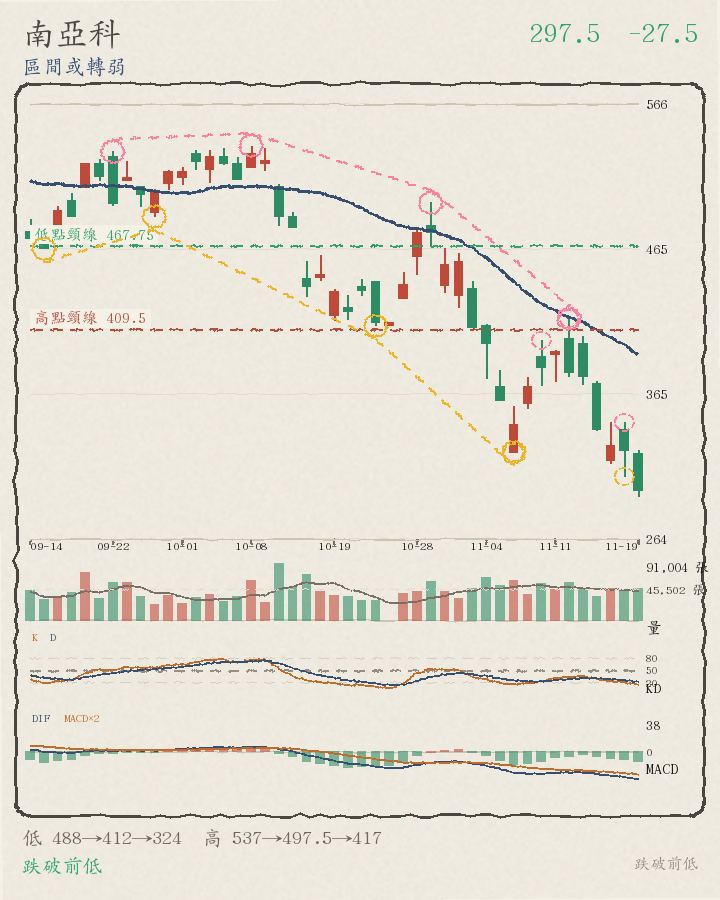 南亞科
297.5 -27.5
區間或轉弱
566
低點頸線 467.75
465
高點頸線 409.5
365
264
09-14 09-22 10-01 10-08 10-19 10-28 11-04 11-11 11-19
91,004 張
45,502 張
量
K D
80
50
20
KD
DIF MACD×2
38
0
MACD
低 488→412→324 高 537→497.5→417
跌破前低
跌破前低